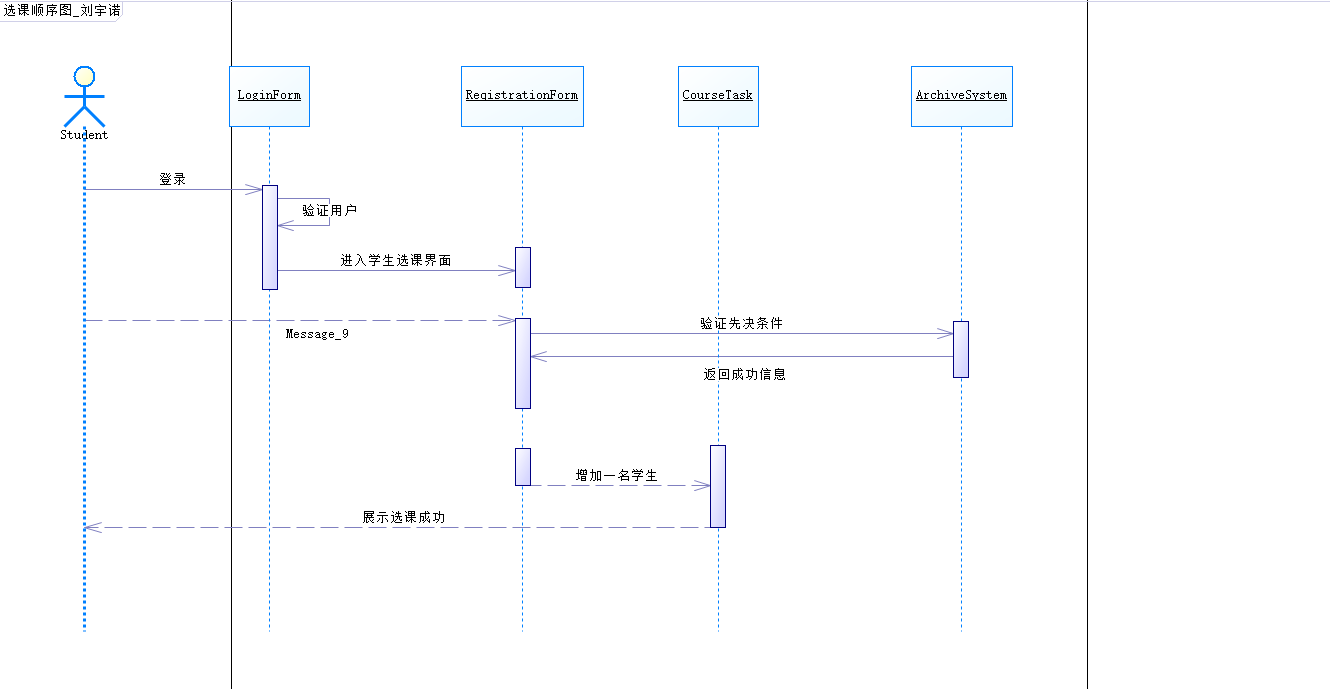 选课顺序图_刘宇诺
LoginForm
RegistrationForm
CourseTask
ArchiveSystem
Student
登录
验证用户
进入学生选课界面
Message_9
验证先决条件
返回成功信息
增加一名学生
展示选课成功